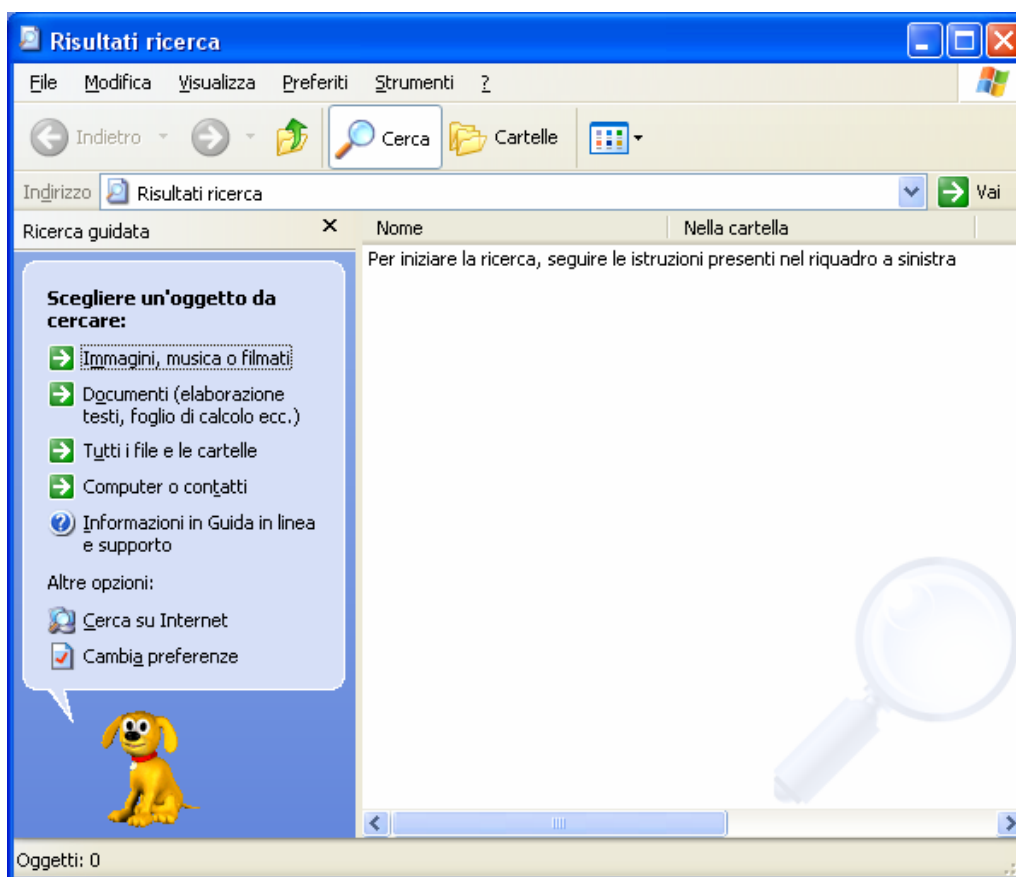 Risultati ricerca
File Modifica Visualizza Preferiti Strumenti ?
Indietro Cerca Cartelle
Indirizzo Risultati ricerca Vai
Ricerca guidata
Nome Nella cartella
Per iniziare la ricerca, seguire le istruzioni presenti nel riquadro a sinistra
Scegliere un'oggetto da
cercare:
Immagini, musica o filmati
Documenti (elaborazione
testi, foglio di calcolo ecc.)
Tutti i file e le cartelle
Computer o contatti
Informazioni in Guida in linea
e supporto
Altre opzioni:
Cerca su Internet
Cambia preferenze
Oggetti: 0